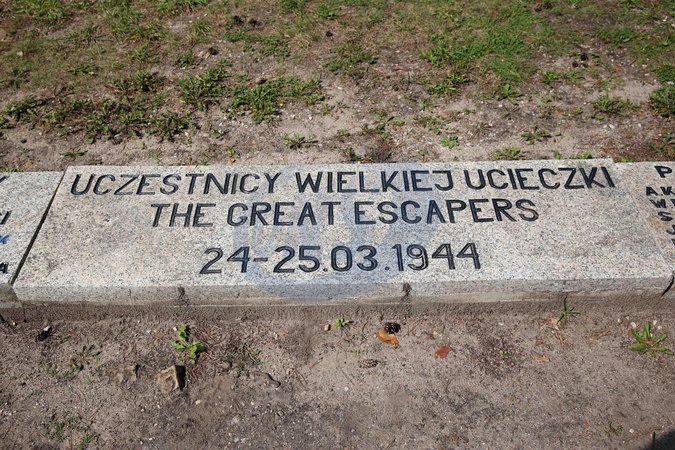 UCZESTNICY WIELKIEJ UCIECZKI
THE GREAT ESCAPERS
24-25.03.1944